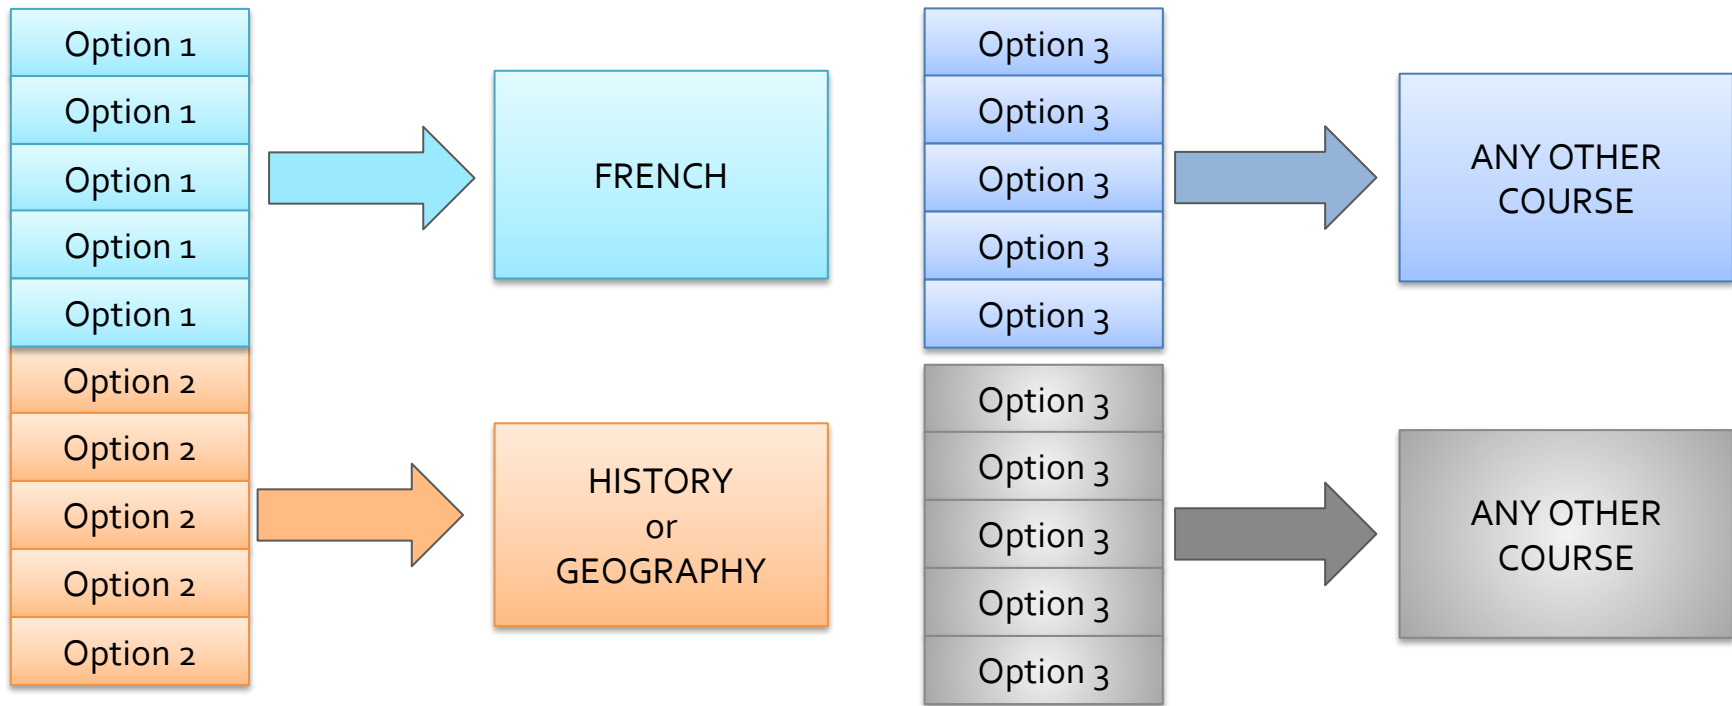 Option 1
Option 1
Option 1
Option 1
Option 1
FRENCH
Option 2
Option 2
Option 2
Option 2
Option 2
HISTORY
or
GEOGRAPHY
Option 3
Option 3
Option 3
Option 3
Option 3
ANY OTHER
COURSE
Option 3
Option 3
Option 3
Option 3
Option 3
ANY OTHER
COURSE